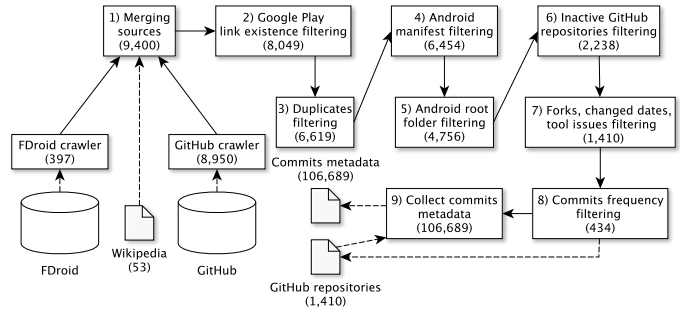 1) Merging
sources
(9,400)
2) Google Play
link existence filtering
(8,049)
4) Android
manifest filtering
(6,454)
6) Inactive GitHub
repositories filtering
(2,238)
3) Duplicates
filtering
(6,619)
5) Android root
folder filtering
(4,756)
7) Forks, changed dates,
tool issues filtering
(1,410)
FDroid crawler
(397)
GitHub crawler
(8,950)
Commits metadata
(106,689)
9) Collect commits
metadata
(106,689)
8) Commits frequency
filtering
(434)
FDroid
Wikipedia
(53)
GitHub
GitHub repositories
(1,410)